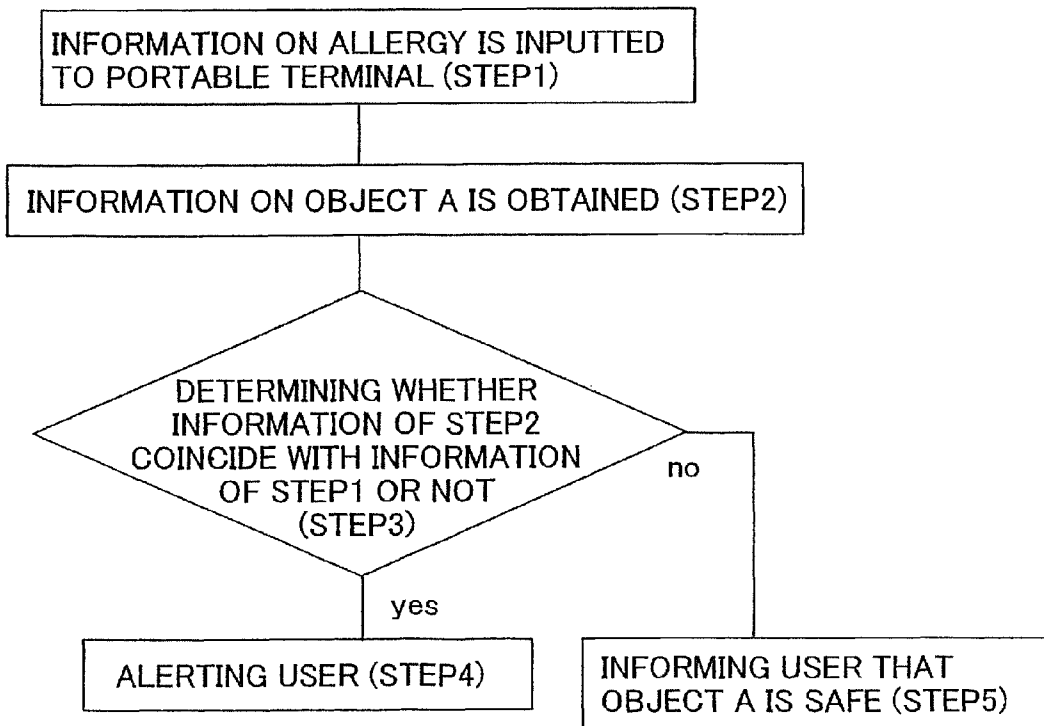 INFORMATION ON ALLERGY IS INPUTTED
TO PORTABLE TERMINAL (STEP1)
INFORMATION ON OBJECT A IS OBTAINED (STEP2)
DETERMINING WHETHER
INFORMATION OF STEP2
COINCIDE WITH INFORMATION
OF STEP1 OR NOT
(STEP3)
no
yes
ALERTING USER (STEP4)
INFORMING USER THAT
OBJECT A IS SAFE (STEP5)